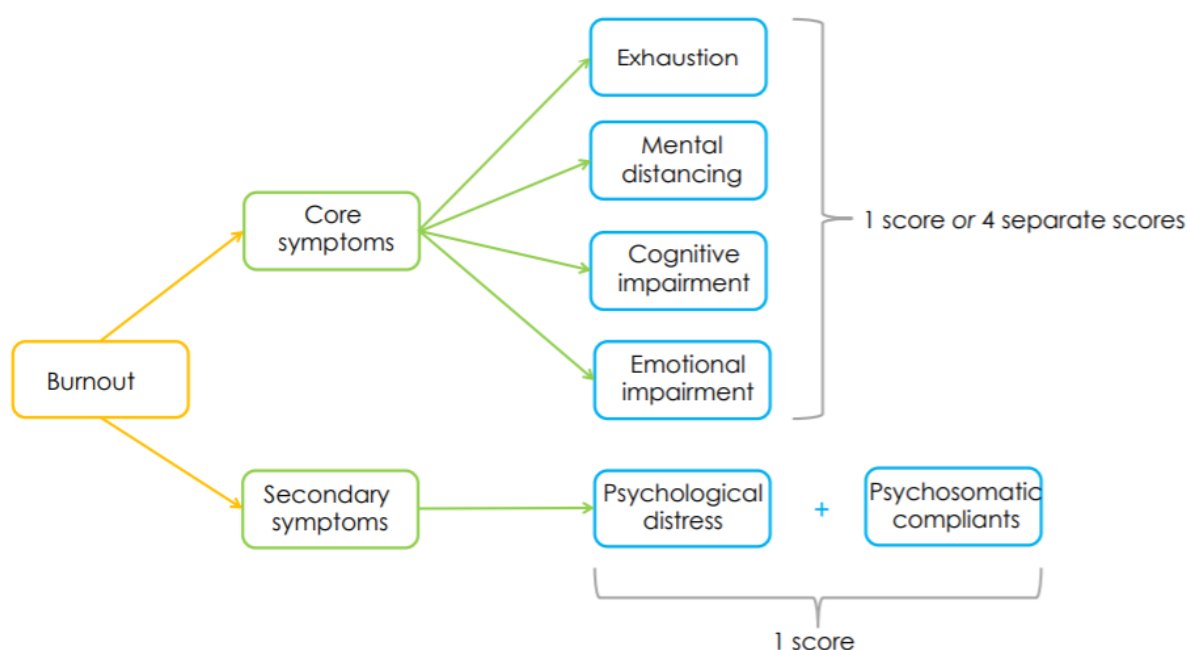 Exhaustion
Mental
distancing
Core
symptoms
1 score or 4 separate scores
Cognitive
impairment
Emotional
impairment
Burnout
Secondary
symptoms
Psychological
distress
+
Psychosomatic
compliants
1 score